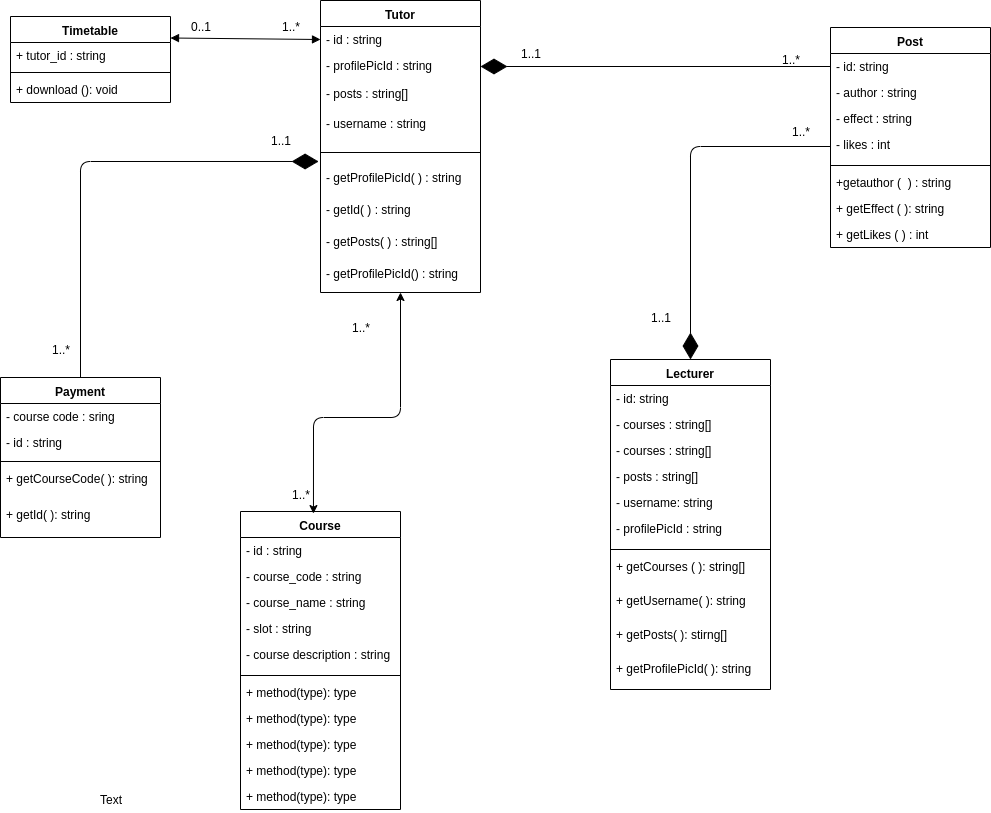 Timetable
+ tutor_id : string
+ download (): void
0..1
1..*
Tutor
- id : string
- profilePicId : string
- posts : string[]
- username : string
- getProfilePicId( ) : string
- getId( ) : string
- getPosts( ) : string[]
- getProfilePicId() : string
1..1
1..*
Post
- id: string
- author : string
- effect : string
- likes : int
+getauthor (  ) : string
+ getEffect ( ): string
+ getLikes ( ) : int
1..1
1..*
1..*
1..1
1..*
Payment
- course code : sring
- id : string
+ getCourseCode( ): string
+ getId( ): string
Lecturer
- id: string
- courses : string[]
- courses : string[]
- posts : string[]
- username: string
- profilePicId : string
+ getCourses ( ): string[]
+ getUsername( ): string
+ getPosts( ): stirng[]
+ getProfilePicId( ): string
1..*
Course
- id : string
- course_code : string
- course_name : string
- slot : string
- course description : string
+ method(type): type
+ method(type): type
+ method(type): type
+ method(type): type
+ method(type): type
Text